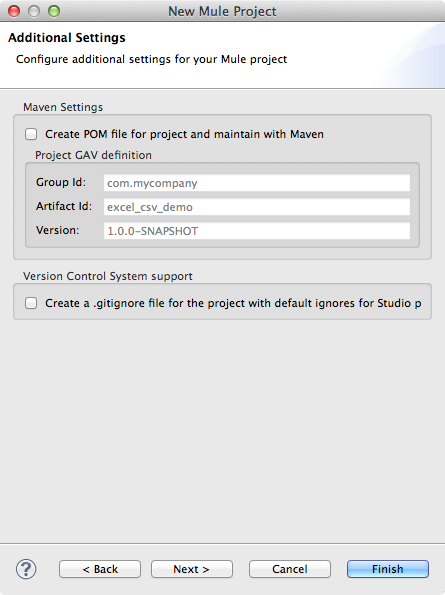 New Mule Project
Additional Settings
Configure additional settings for your Mule project
Maven Settings
Create POM file for project and maintain with Maven
Project GAV definition
Group Id: com.mycompany
Artifact Id: excel_csv_demo
Version: 1.0.0-SNAPSHOT
Version Control System support
Create a .gitignore file for the project with default ignores for Studio p
? < Back Next > Cancel Finish